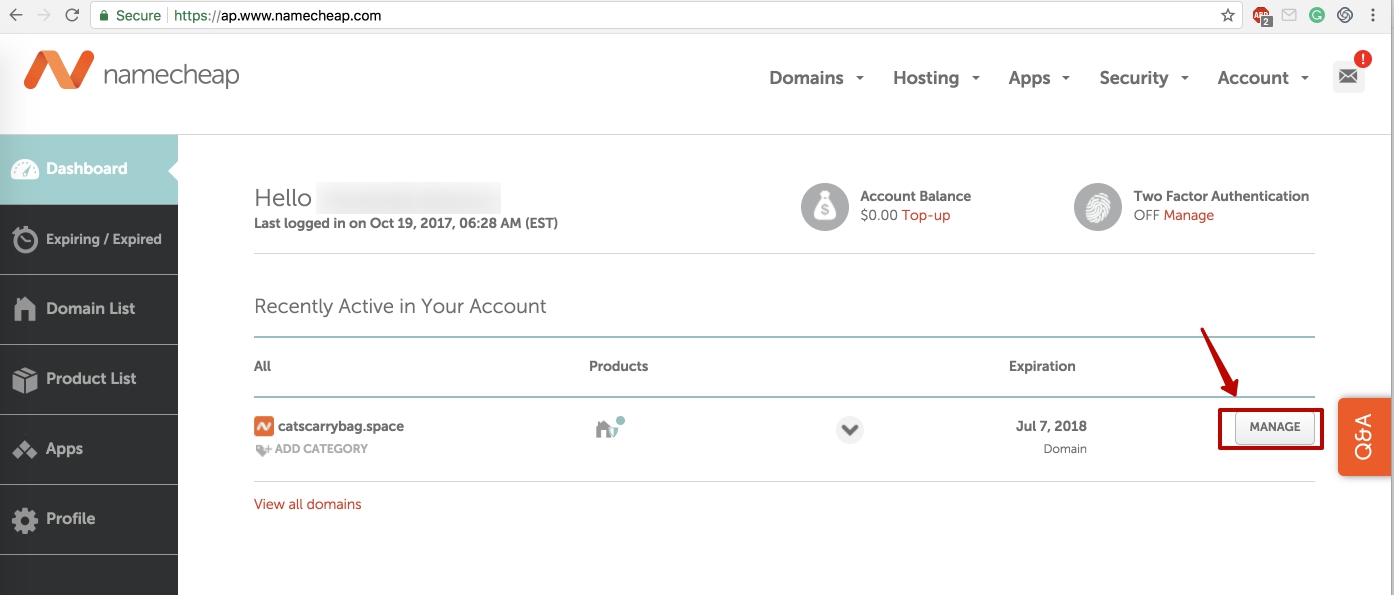 Secure
https://ap.www.namecheap.com
ABP
2
G
namecheap
Domains
Hosting
Apps
Security
Account
!
Dashboard
Expiring / Expired
Domain List
Product List
Apps
Profile
Hello
Last logged in on Oct 19, 2017, 06:28 AM (EST)
Account Balance
$0.00 Top-up
Two Factor Authentication
OFF Manage
Recently Active in Your Account
All Products Expiration
catscarrybag.space Jul 7, 2018 MANAGE
ADD CATEGORY Domain
View all domains
Q&A